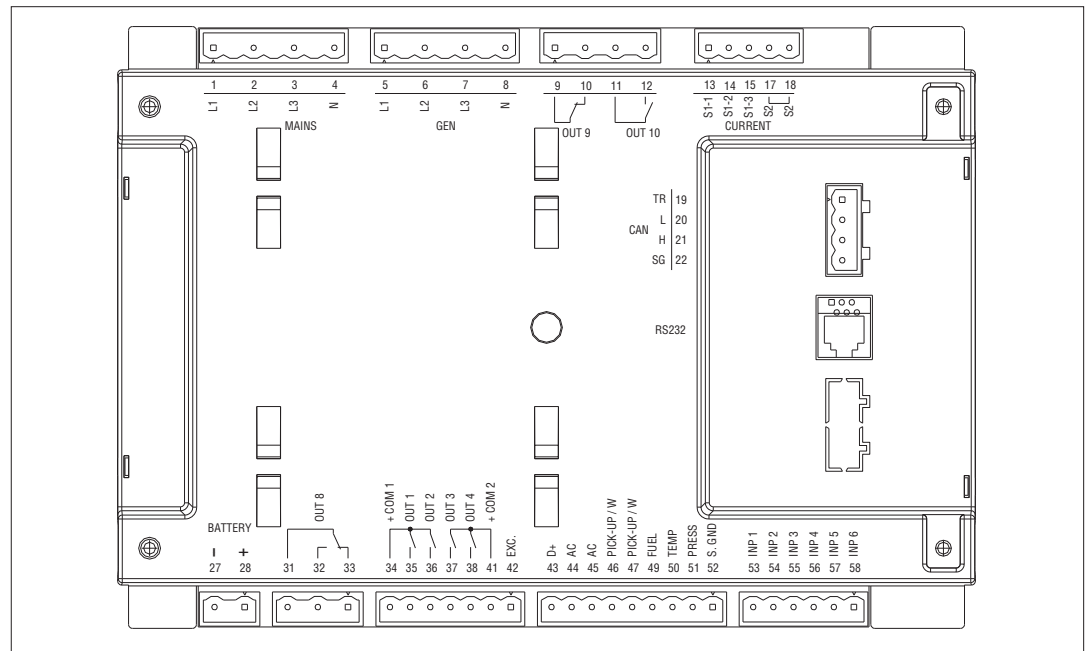 1 2 3 4 5 6 7 8 9 10 11 12 13 14 15 17 18
L1 L2 L3 N L1 L2 L3 N S1-1 S1-2 S1-3 S2 S2
MAINS GEN OUT 9 OUT 10 CURRENT
TR 19
L 20
CAN
H 21
SG 22
RS232
BATTERY OUT 8 + COM 1 OUT 1 OUT 2 OUT 3 OUT 4 + COM 2 EXC. D+ AC AC PICK-UP / W PICK-UP / W FUEL TEMP PRESS S. GND INP 1 INP 2 INP 3 INP 4 INP 5 INP 6
– +
27 28 31 32 33 34 35 36 37 38 41 42 43 44 45 46 47 49 50 51 52 53 54 55 56 57 58